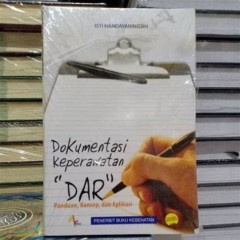 ISTI HANDAYANINGSIH
Dokumentasi
Keperawatan
"DAR"
Panduan, Konsep, dan Aplikasi
PENERBIT BUKU KESEHATAN